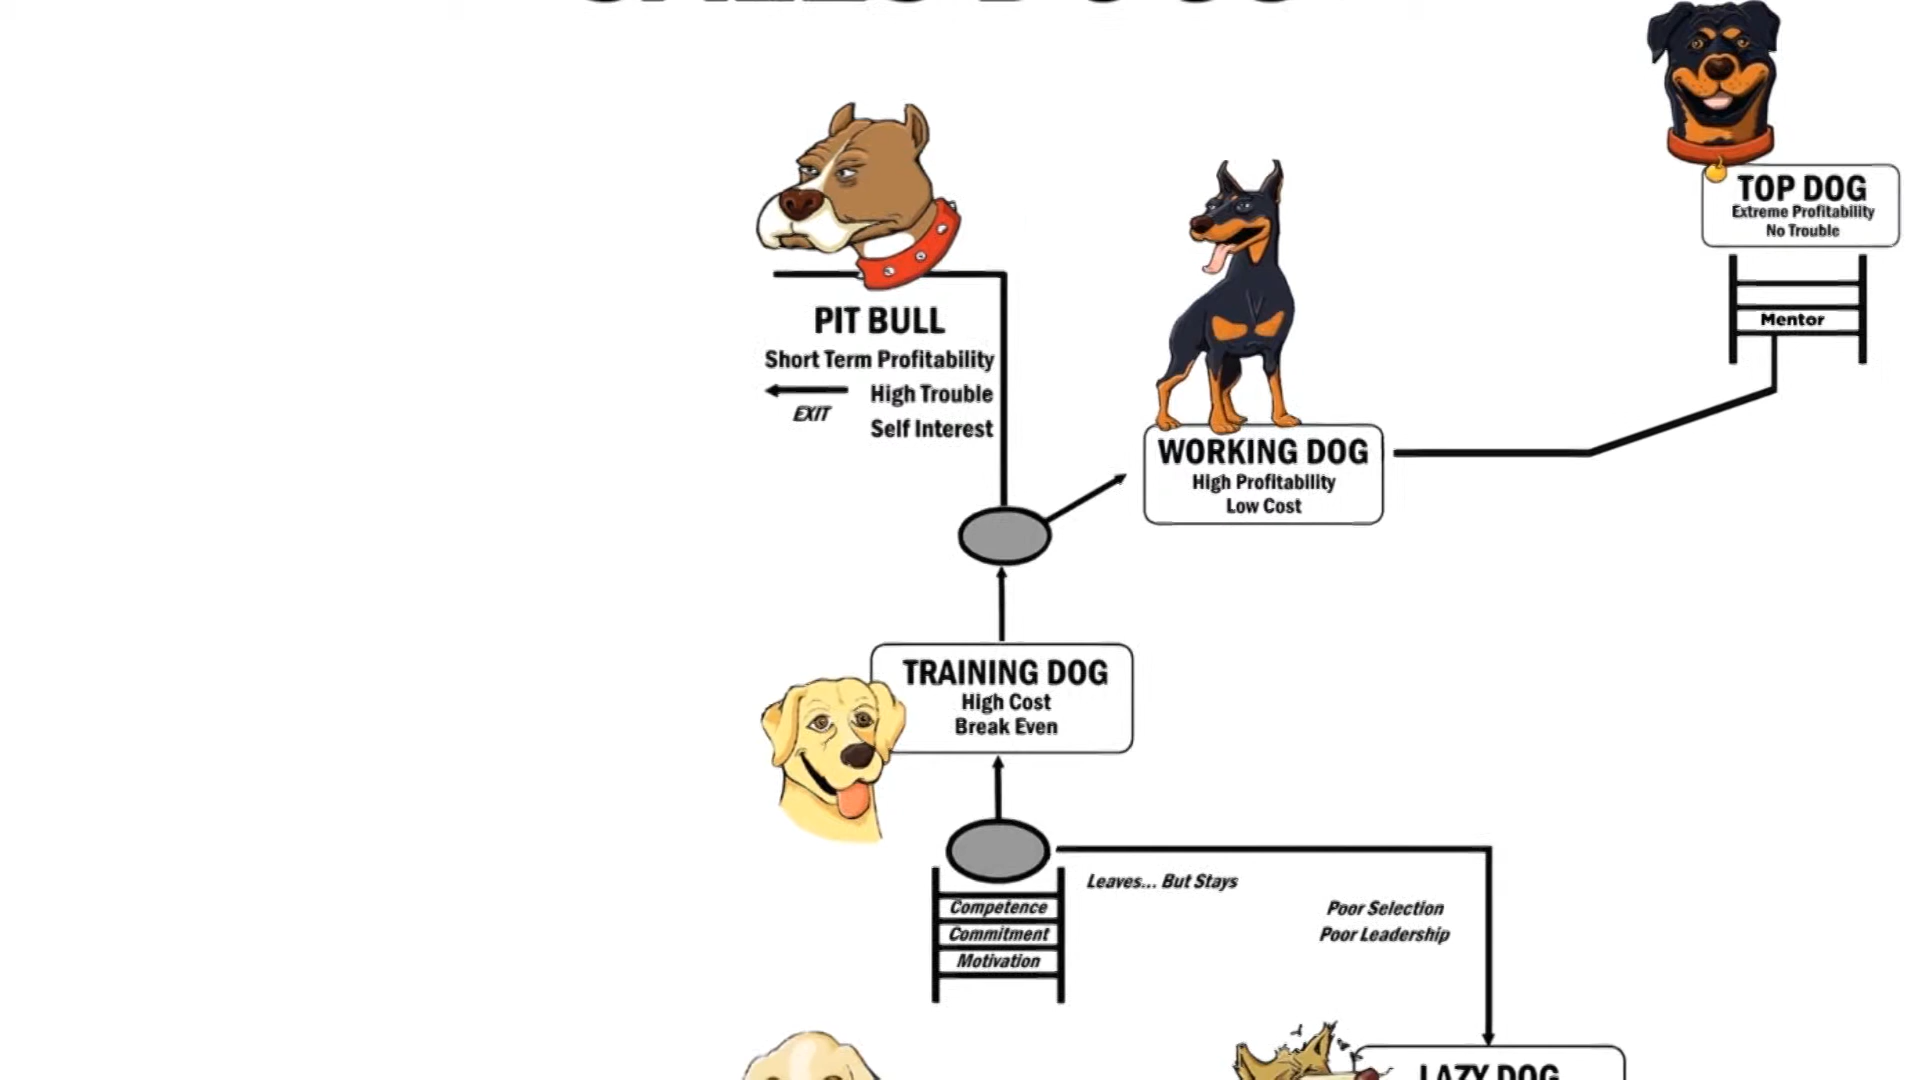 TOP DOG
Extreme Profitability
No Trouble
Mentor
PIT BULL
Short Term Profitability
High Trouble
EXIT
Self Interest
WORKING DOG
High Profitability
Low Cost
TRAINING DOG
High Cost
Break Even
Leaves... But Stays
Competence
Commitment
Motivation
Poor Selection
Poor Leadership
LAZY DOG